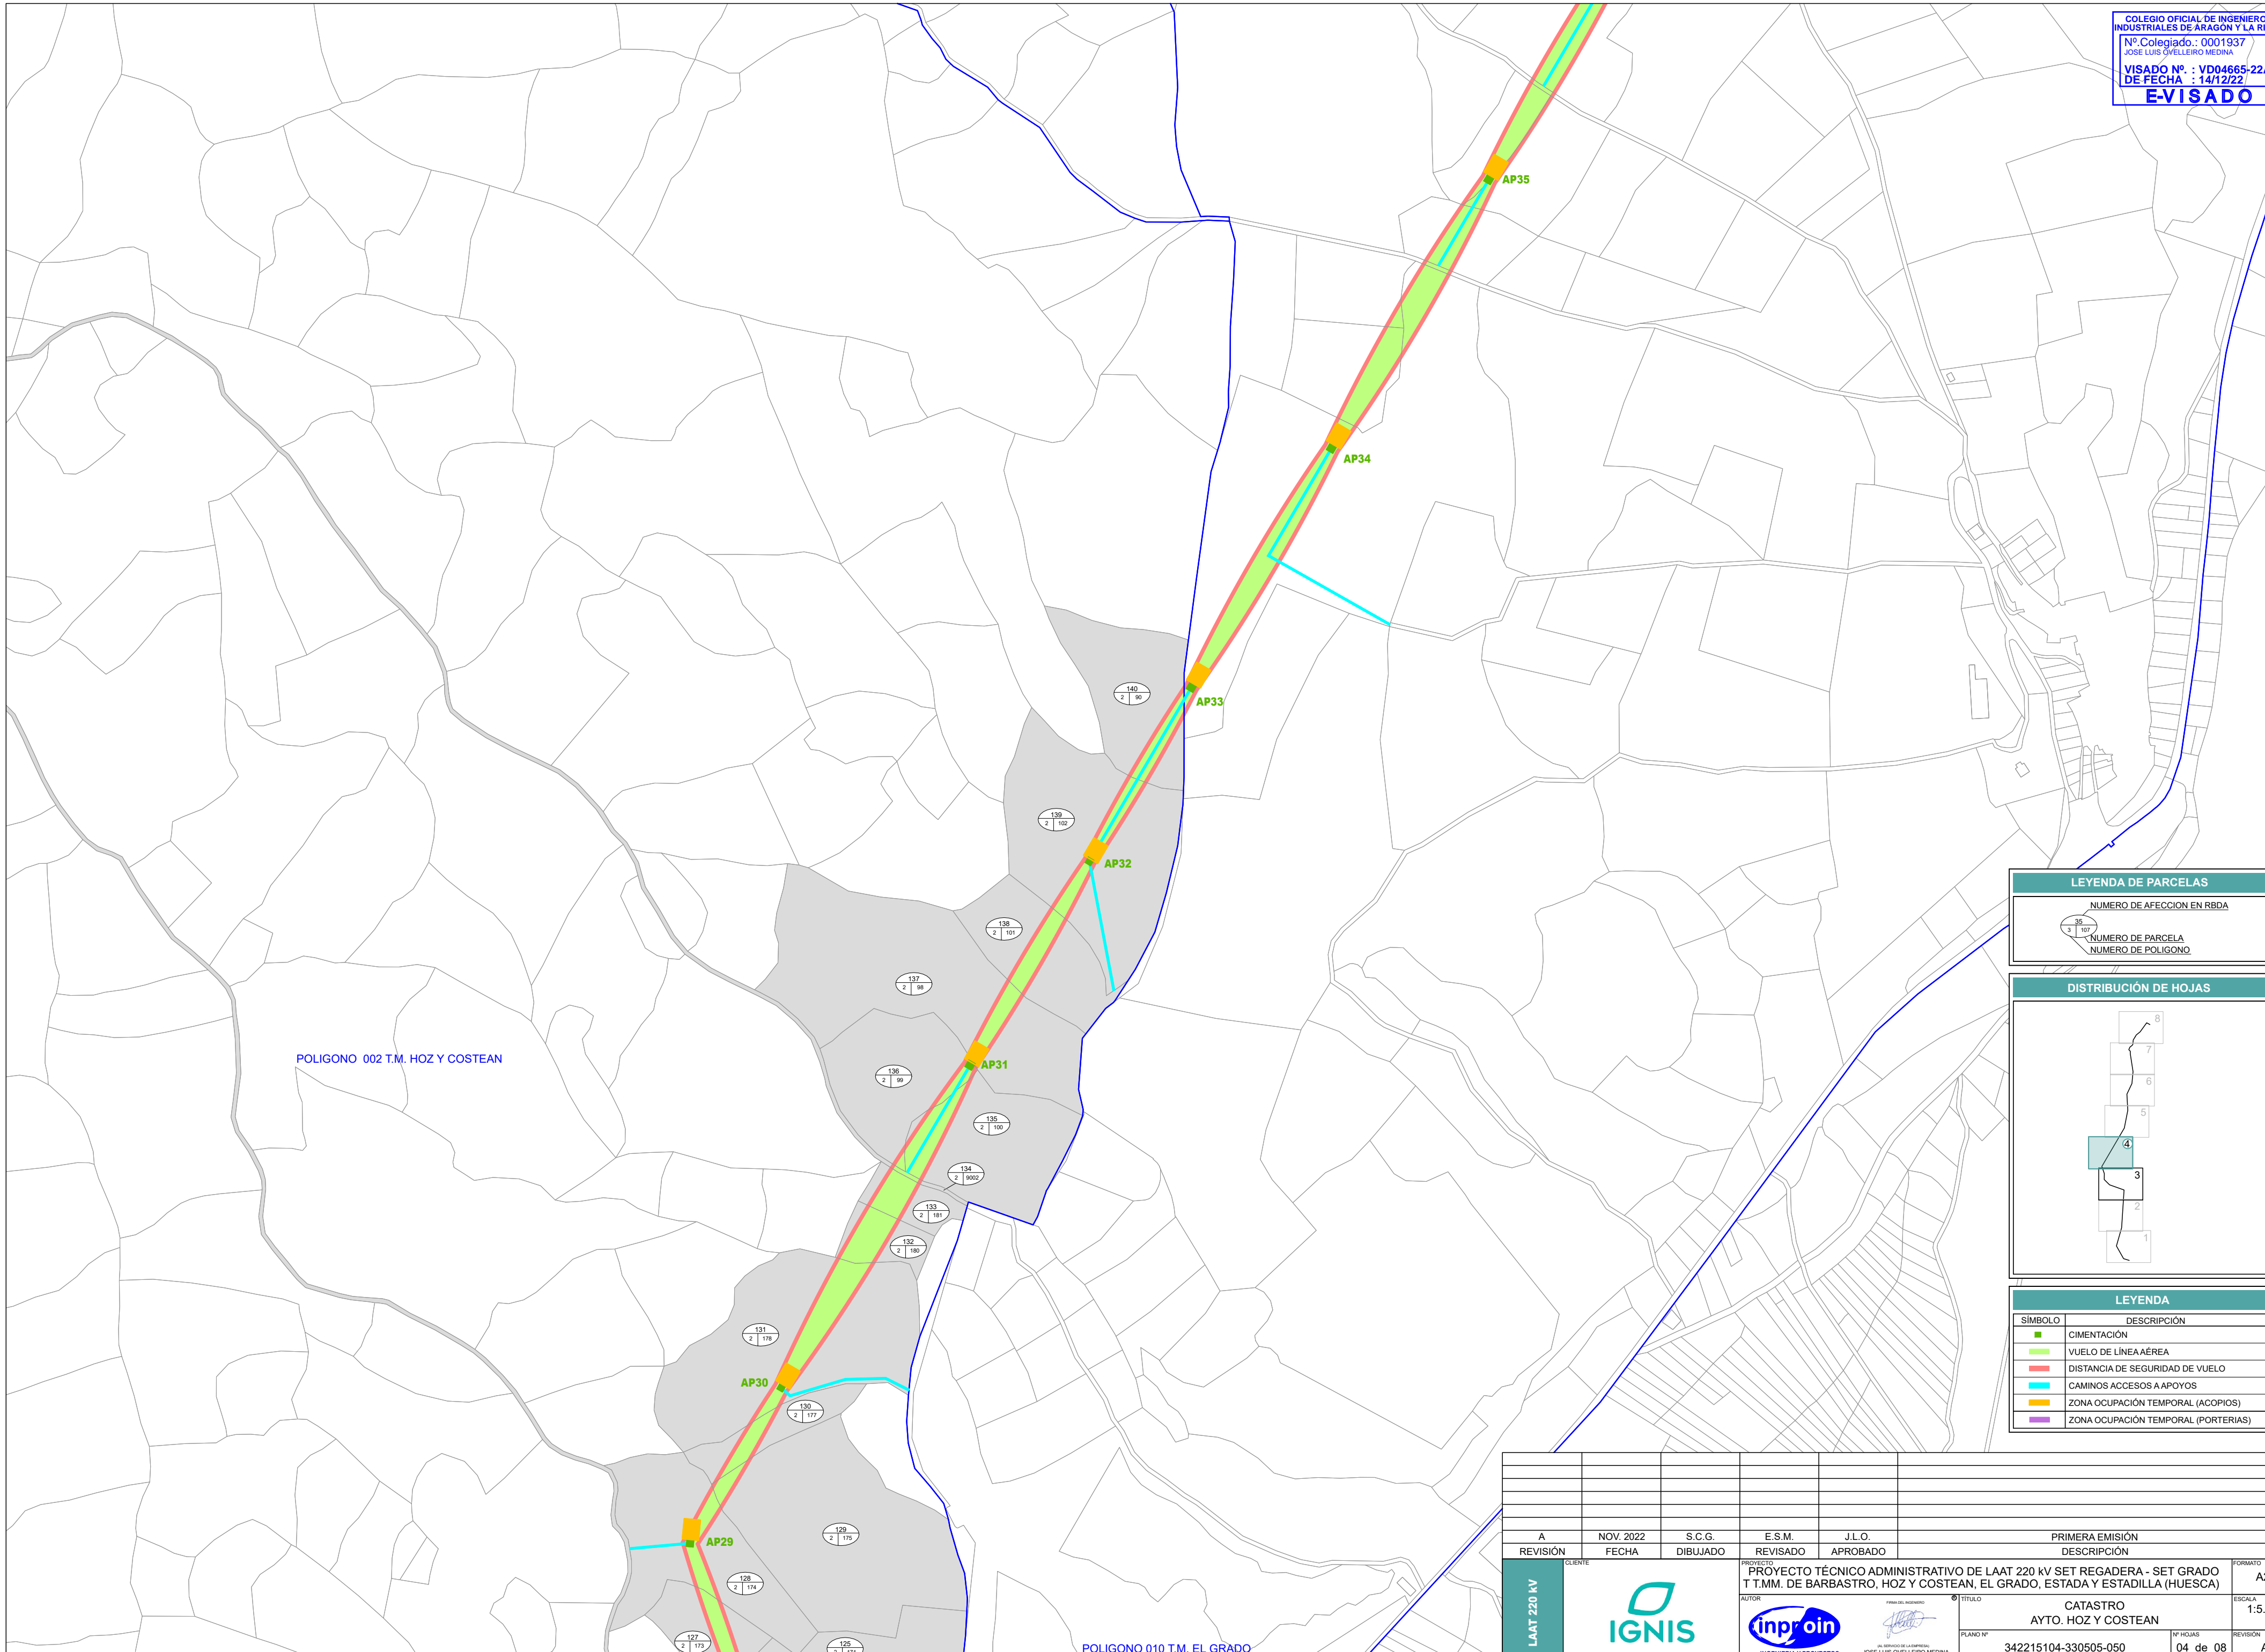 COLEGIO OFICIAL DE INGENIERO
INDUSTRIALES DE ARAGÓN Y LA RI
Nº.Colegiado.: 0001937
JOSE LUIS OVELLEIRO MEDINA
VISADO Nº. : VD04665-22
DE FECHA : 14/12/22
E-VISADO
AP35
AP34
140
2 90
AP33
139
2 102
AP32
138
2 101
137
2 98
POLIGONO 002 T.M. HOZ Y COSTEAN
AP31
136
2 99
135
2 100
134
2 9002
133
2 181
132
2 180
131
2 178
AP30
130
2 177
129
2 175
AP29
128
2 174
127
2 173
125
POLIGONO 010 T.M. EL GRADO
LEYENDA DE PARCELAS
NUMERO DE AFECCION EN RBDA
35
3 107
NUMERO DE PARCELA
NUMERO DE POLIGONO
DISTRIBUCIÓN DE HOJAS
8
7
6
5
4
3
2
1
LEYENDA
SÍMBOLO DESCRIPCIÓN
CIMENTACIÓN
VUELO DE LÍNEA AÉREA
DISTANCIA DE SEGURIDAD DE VUELO
CAMINOS ACCESOS A APOYOS
ZONA OCUPACIÓN TEMPORAL (ACOPIOS)
ZONA OCUPACIÓN TEMPORAL (PORTERIAS)
A NOV. 2022 S.C.G. E.S.M. J.L.O. PRIMERA EMISIÓN
REVISIÓN FECHA DIBUJADO REVISADO APROBADO DESCRIPCIÓN
LAAT 220 kV
CLIENTE
IGNIS
PROYECTO
PROYECTO TÉCNICO ADMINISTRATIVO DE LAAT 220 kV SET REGADERA - SET GRADO
T T.MM. DE BARBASTRO, HOZ Y COSTEAN, EL GRADO, ESTADA Y ESTADILLA (HUESCA)
FORMATO
AUTOR
inproin
FIRMA DEL INGENIERO
(AL SERVICIO DE LA EMPRESA)
® TÍTULO
CATASTRO
AYTO. HOZ Y COSTEAN
ESCALA
1:5.
PLANO Nº
342215104-330505-050
Nº HOJAS
04 de 08
REVISIÓN